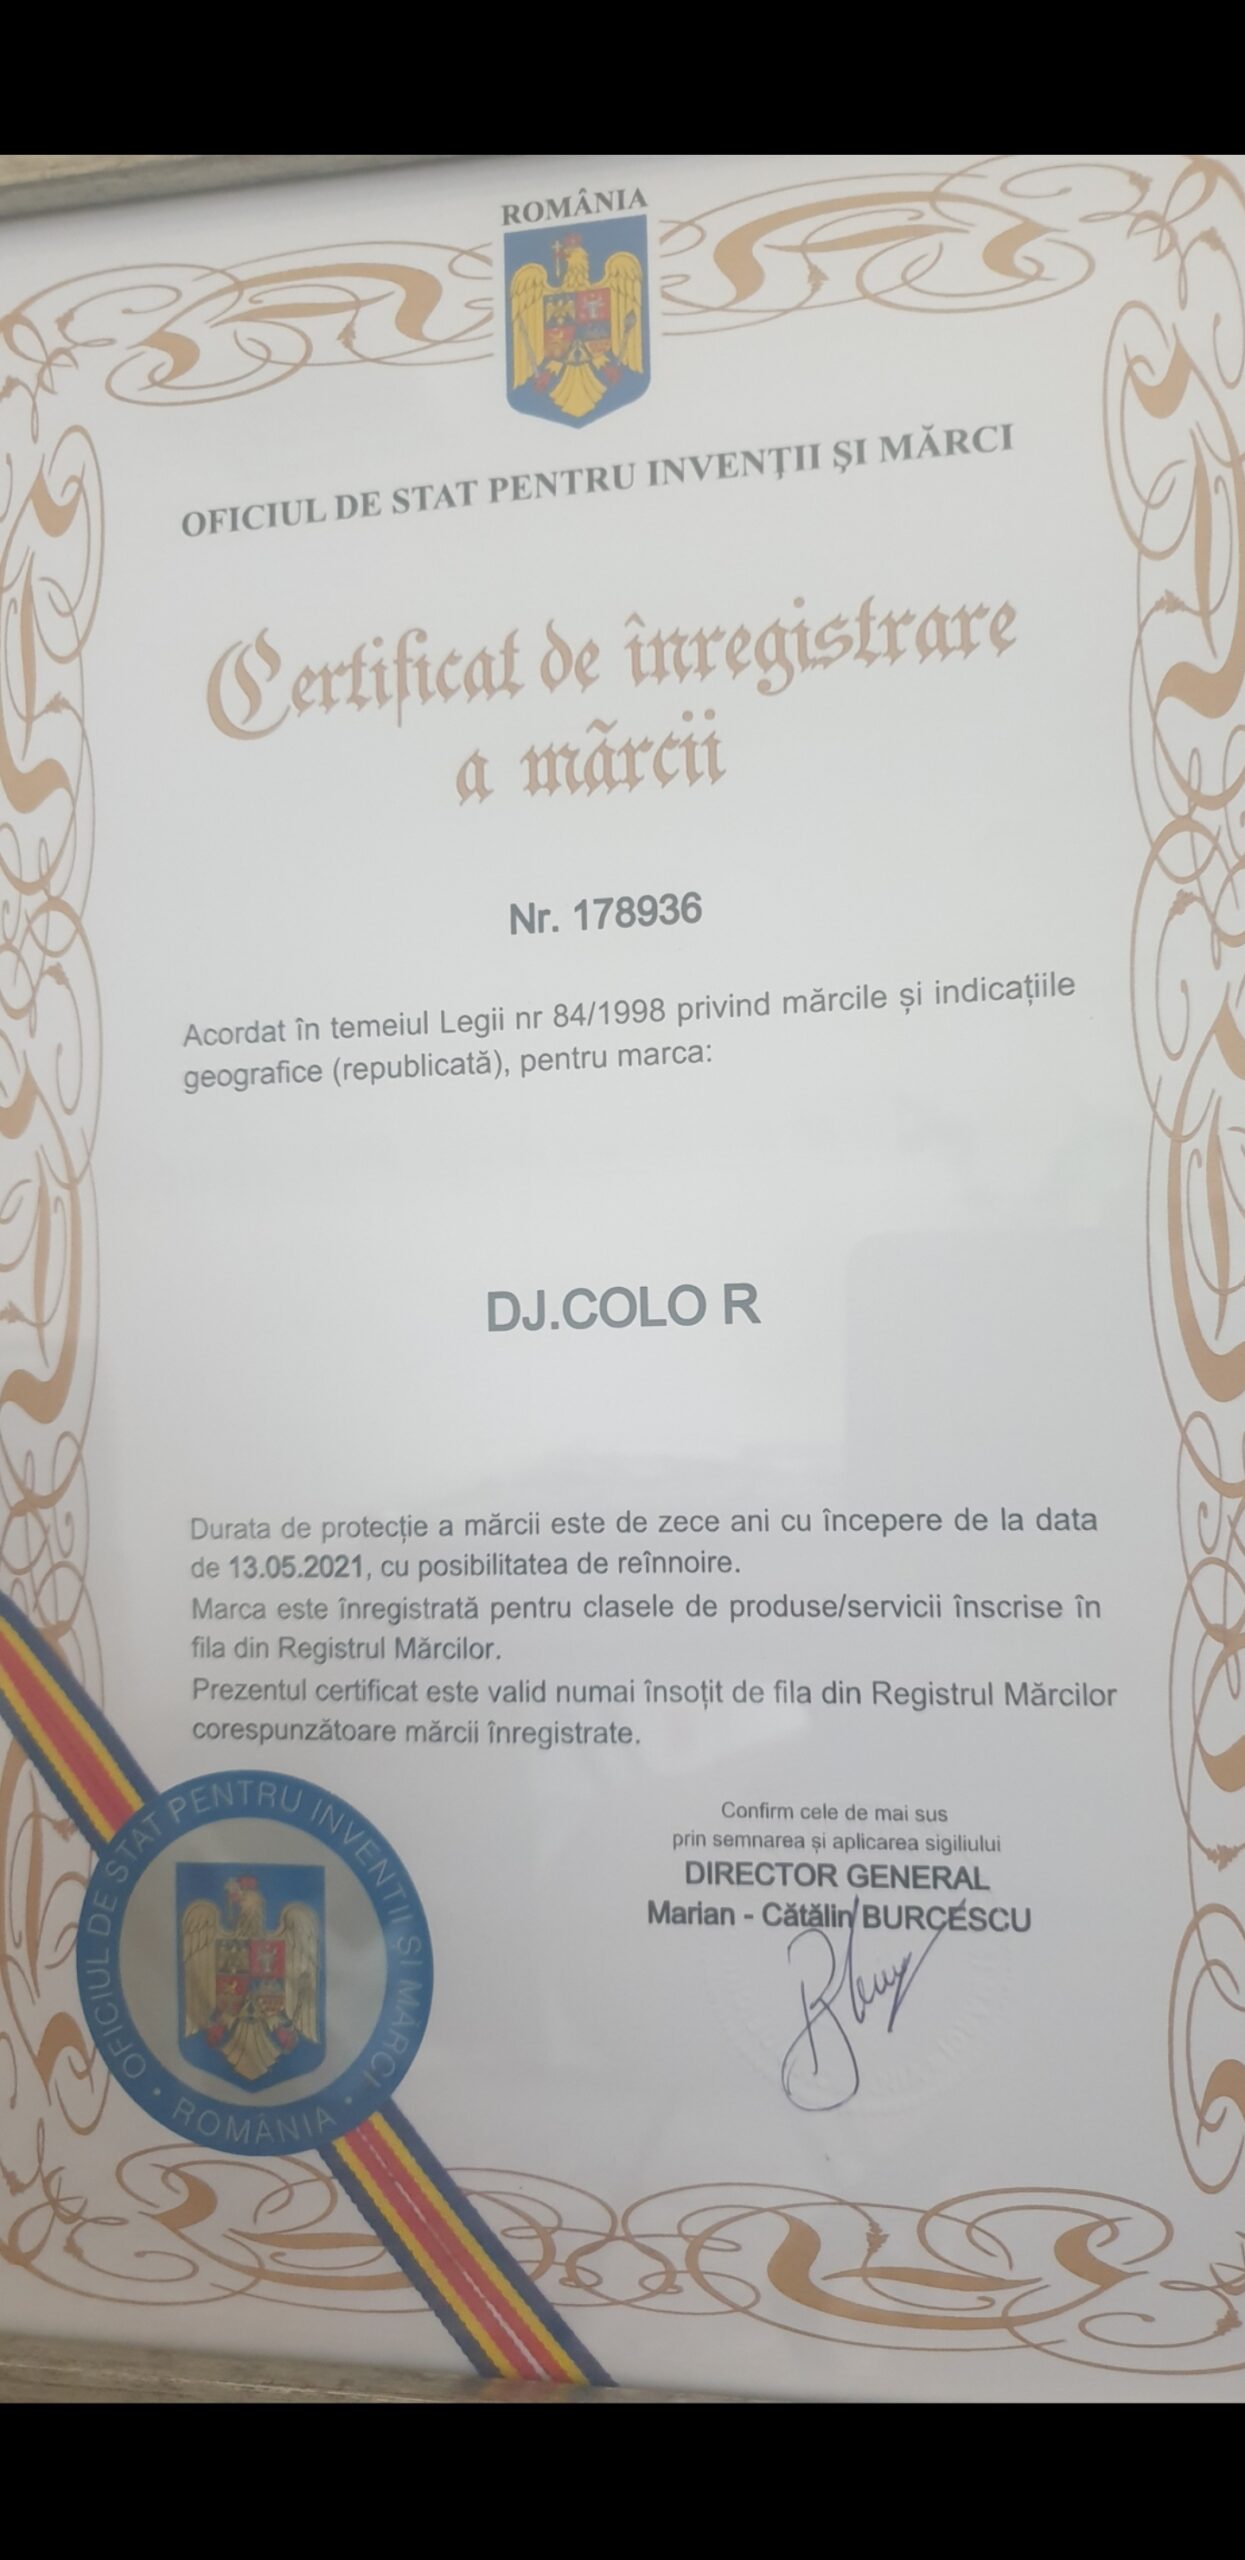 ROMÂNIA
OFICIUL DE STAT PENTRU INVENŢII ŞI MĂRCI
Certificat de înregistrare
a mărcii
Nr. 178936
Acordat în temeiul Legii nr 84/1998 privind mărcile și indicațiile
geografice (republicată), pentru marca:
DJ.COLO R
Durata de protecție a mărcii este de zece ani cu începere de la data
de 13.05.2021, cu posibilitatea de reînnoire.
Marca este înregistrată pentru clasele de produse/servicii înscrise în
fila din Registrul Mărcilor.
Prezentul certificat este valid numai însoțit de fila din Registrul Mărcilor
corespunzătoare mărcii înregistrate.
Confirm cele de mai sus
prin semnarea și aplicarea sigiliului
DIRECTOR GENERAL
Marian - Cătălin BURCESCU
OFICIUL DE STAT PENTRU INVENTII SI MĂRCI
• ROMÂNIA •